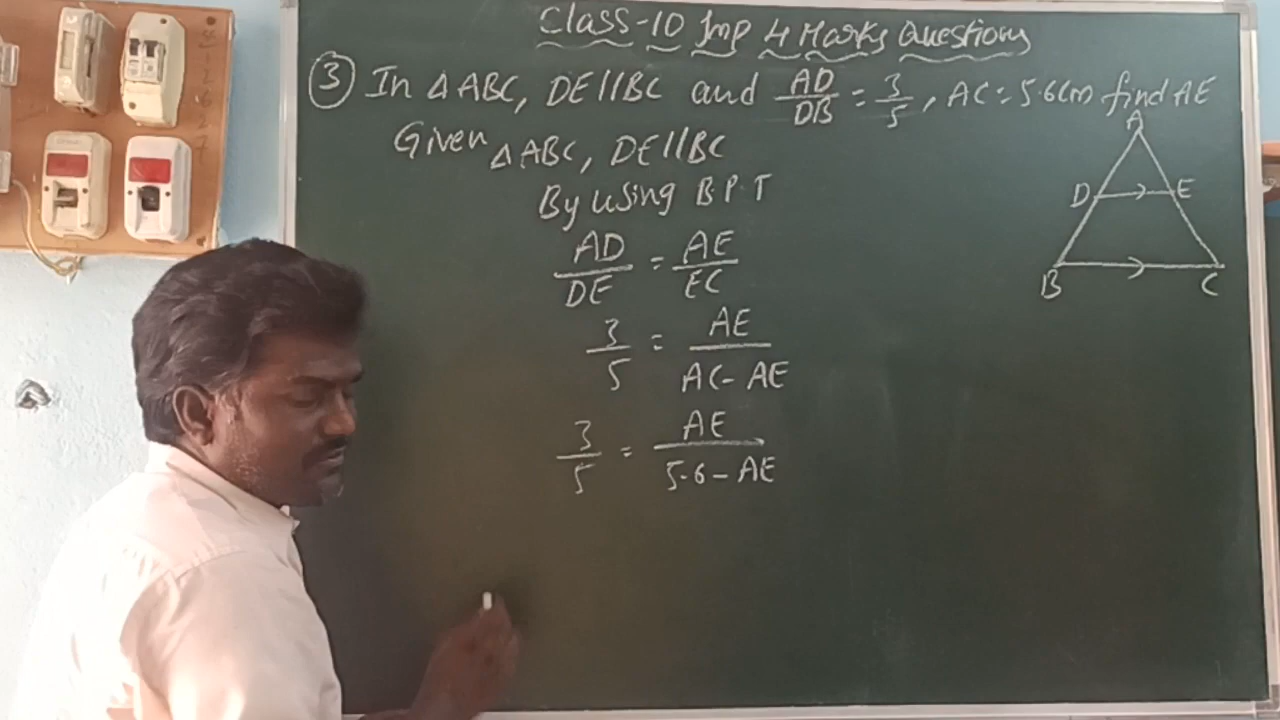 Class-10 Imp 4 Marks Questions
③ In △ABC, DE//BC and AD/DB = 3/5, AC = 5.6cm find AE
Given △ABC, DE//BC
By using B.P.T
AD/DE = AE/EC
3/5 = AE/AC-AE
3/5 = AE/5.6-AE
A
D E
B C